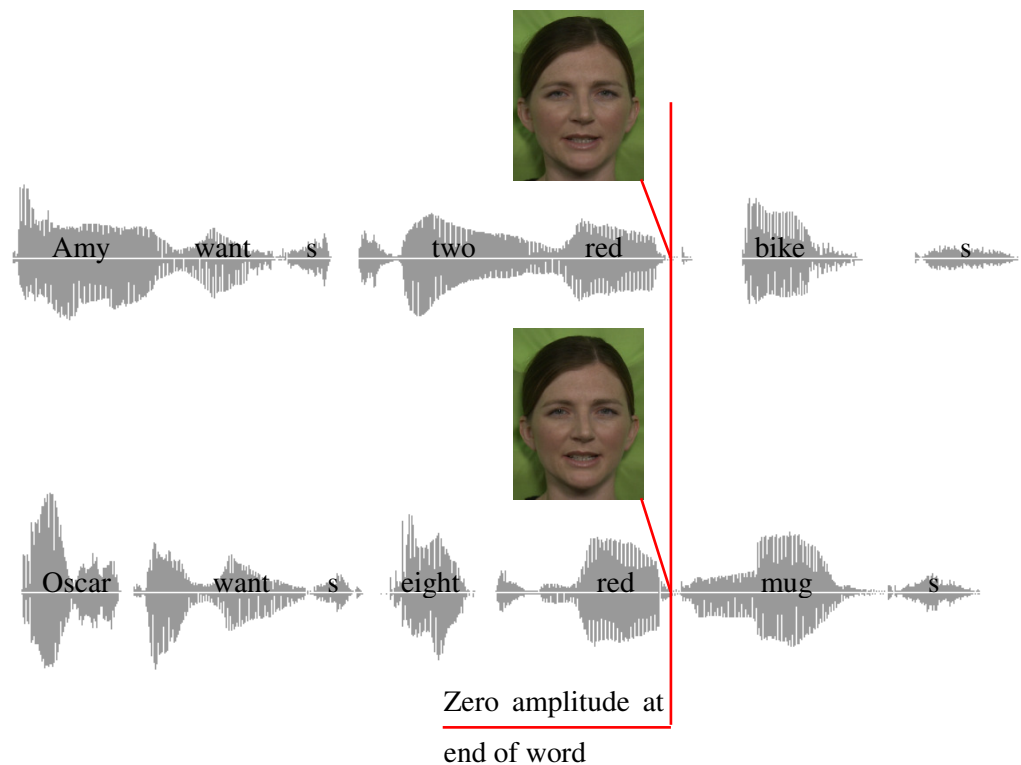 Amy want s two red bike s
Oscar want s eight red mug s
Zero amplitude at
end of word